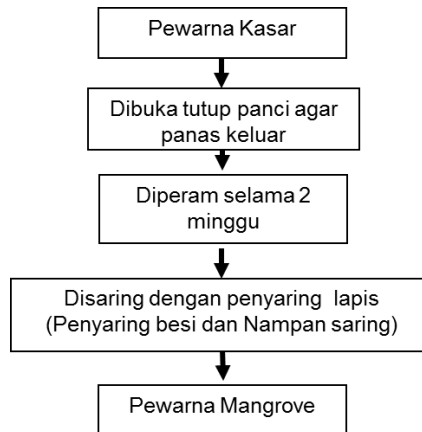 Pewarna Kasar
Dibuka tutup panci agar
panas keluar
Diperam selama 2
minggu
Disaring dengan penyaring lapis
(Penyaring besi dan Nampan saring)
Pewarna Mangrove